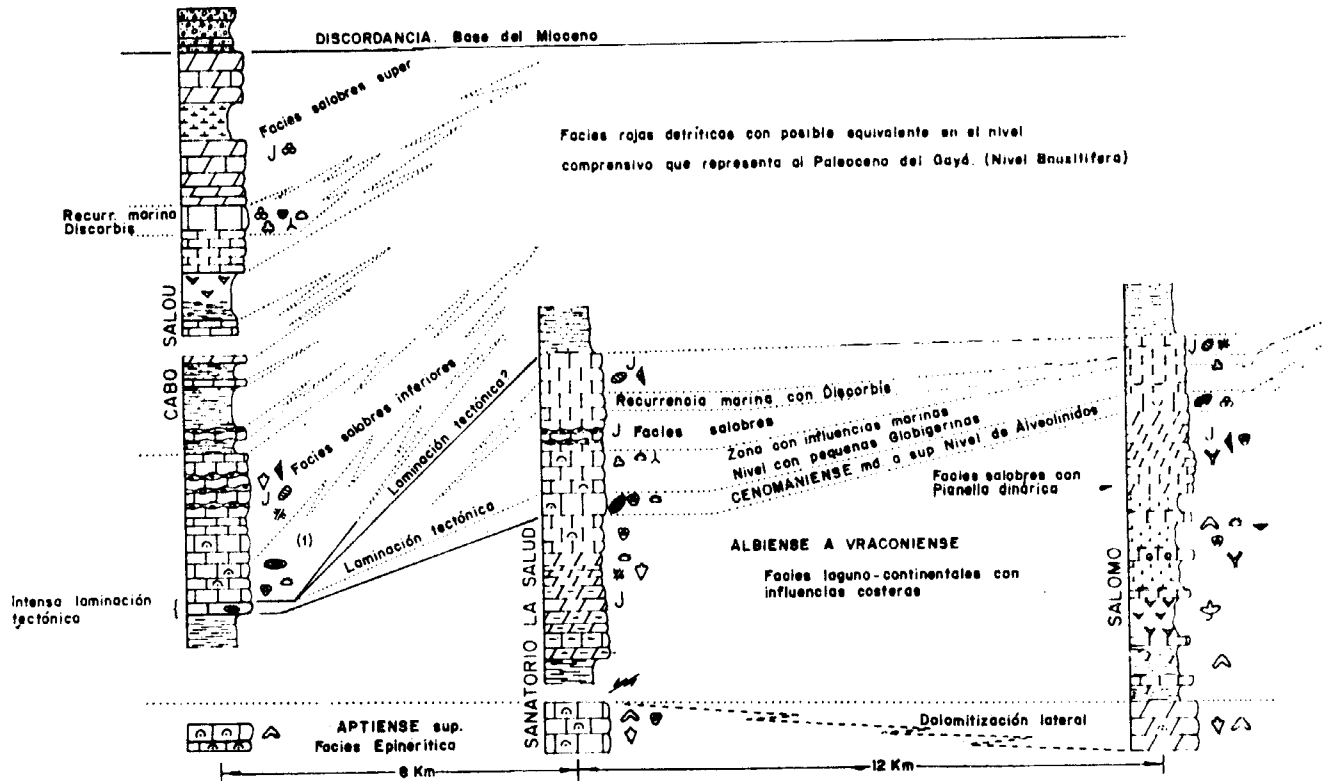 DISCORDANCIA. Base del Mioceno
Facies salobres super
Facies rojas detríticas con posible equivalente en el nivel
comprensivo que representa al Paleoceno del Gayá. (Nivel Bauxitífera)
Recurr. marina
Discorbis
CABO SALOU
Facies salobres inferiores
Laminación tectónica?
(1)
Laminación tectónica
Intensa laminación
tectónica
SANATORIO LA SALUD
Recurrencia marina con Discorbis
Facies salobres
Zona con influencias marinas
Nivel con pequeñas Globigerinas
CENOMANIENSE md a sup Nivel de Alveolínidos
Facies salobres con
Pianella dinárica
ALBIENSE A VRACONIENSE
Facies laguno-continentales con
influencias costeras
SALOMO
APTIENSE sup.
Facies Epinerítica
Dolomitización lateral
8 Km
12 Km